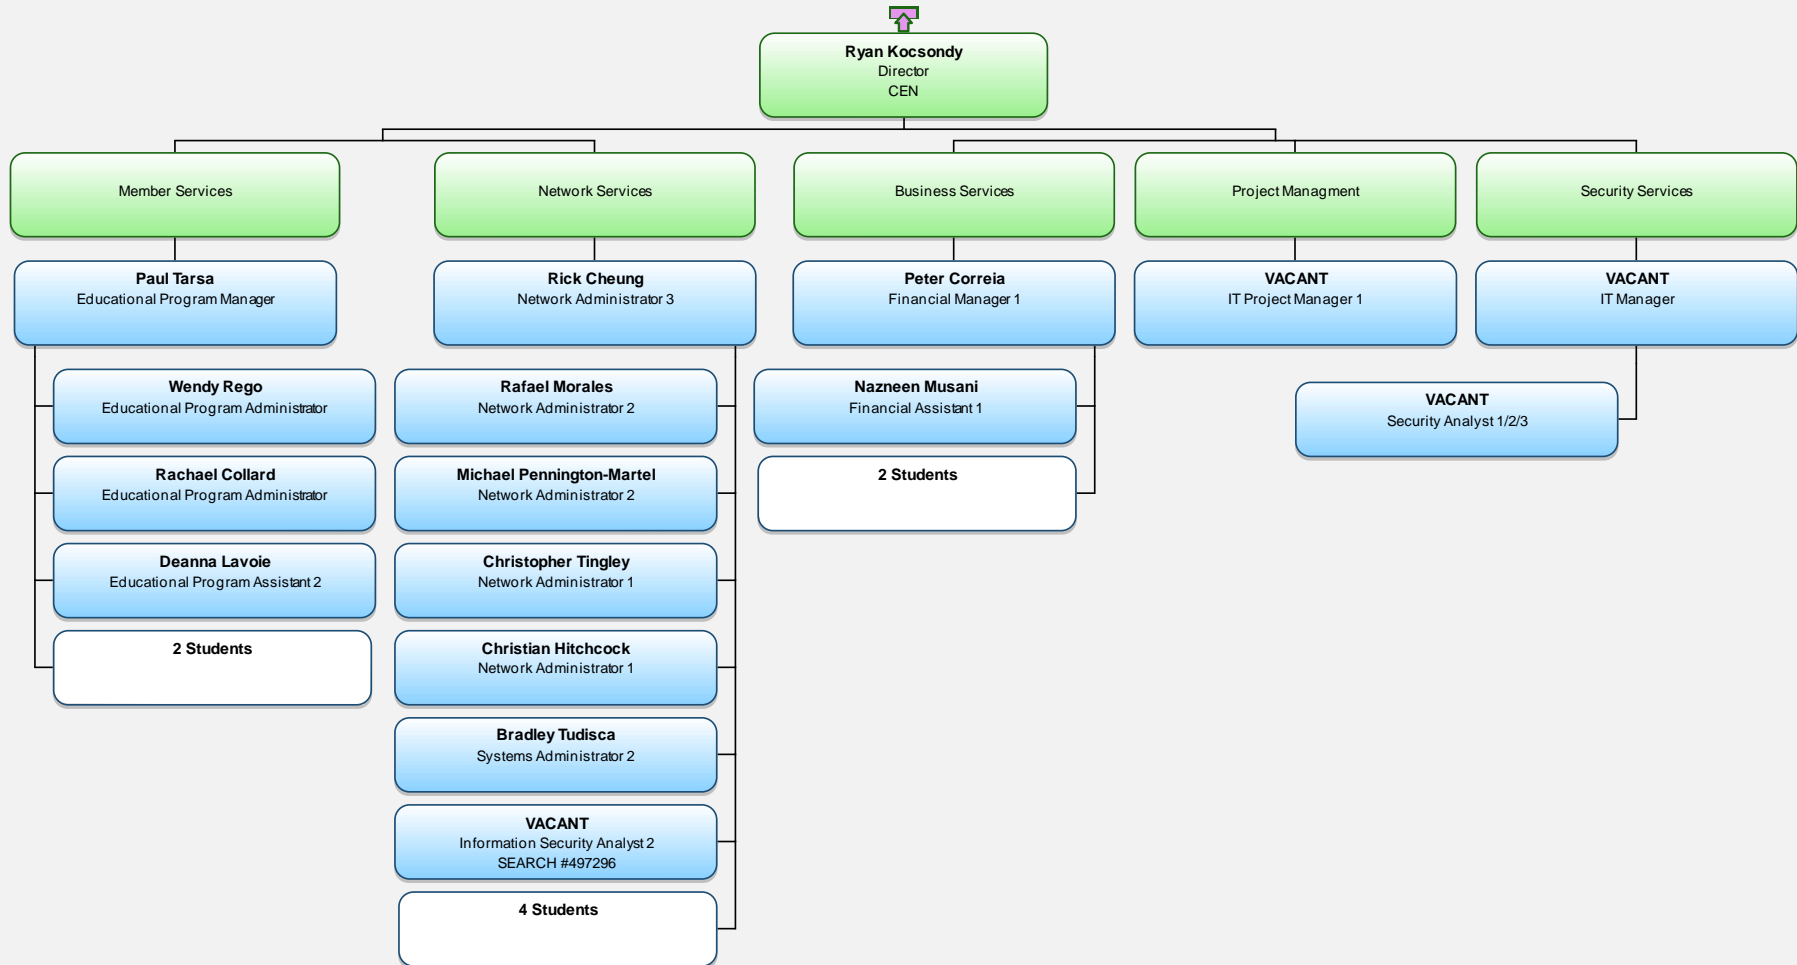 Ryan Kocsondy
Director
CEN
Member Services
Network Services
Business Services
Project Managment
Security Services
Paul Tarsa
Educational Program Manager
Rick Cheung
Network Administrator 3
Peter Correia
Financial Manager 1
VACANT
IT Project Manager 1
VACANT
IT Manager
Wendy Rego
Educational Program Administrator
Rachael Collard
Educational Program Administrator
Deanna Lavoie
Educational Program Assistant 2
2 Students
Rafael Morales
Network Administrator 2
Michael Pennington-Martel
Network Administrator 2
Christopher Tingley
Network Administrator 1
Christian Hitchcock
Network Administrator 1
Bradley Tudisca
Systems Administrator 2
VACANT
Information Security Analyst 2
SEARCH #497296
4 Students
Nazneen Musani
Financial Assistant 1
2 Students
VACANT
Security Analyst 1/2/3